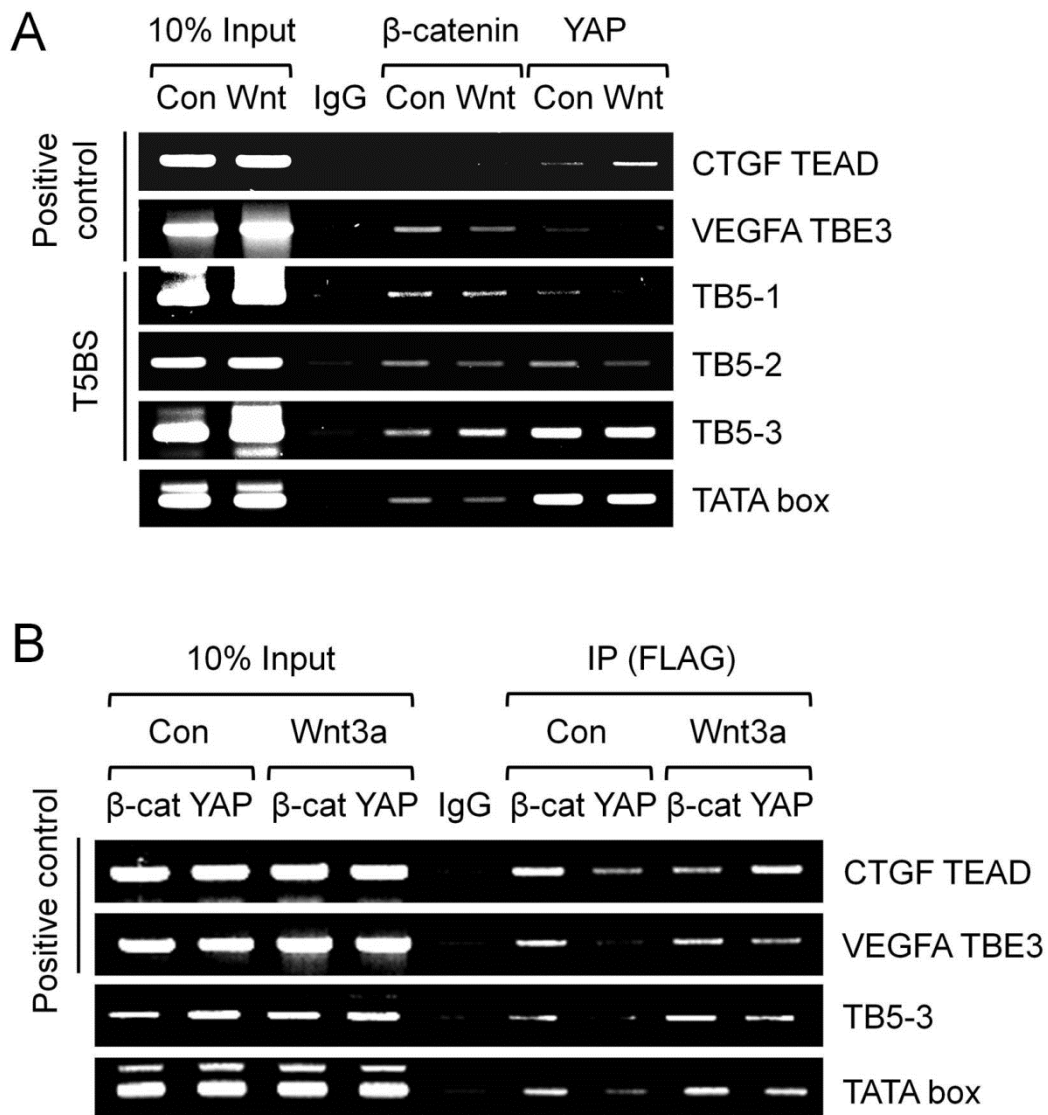 A
10% Input β-catenin YAP
Con Wnt IgG Con Wnt Con Wnt
Positive control
CTGF TEAD
VEGFA TBE3
T5BS
TB5-1
TB5-2
TB5-3
TATA box
B
10% Input IP (FLAG)
Con Wnt3a Con Wnt3a
β-cat YAP β-cat YAP IgG β-cat YAP β-cat YAP
Positive control
CTGF TEAD
VEGFA TBE3
TB5-3
TATA box